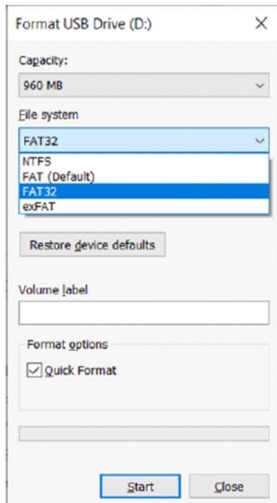 Format USB Drive (D:)
Capacity:
960 MB
File system
FAT32
NTFS
FAT (Default)
FAT32
exFAT
Restore device defaults
Volume label
Format options
Quick Format
Start
Close